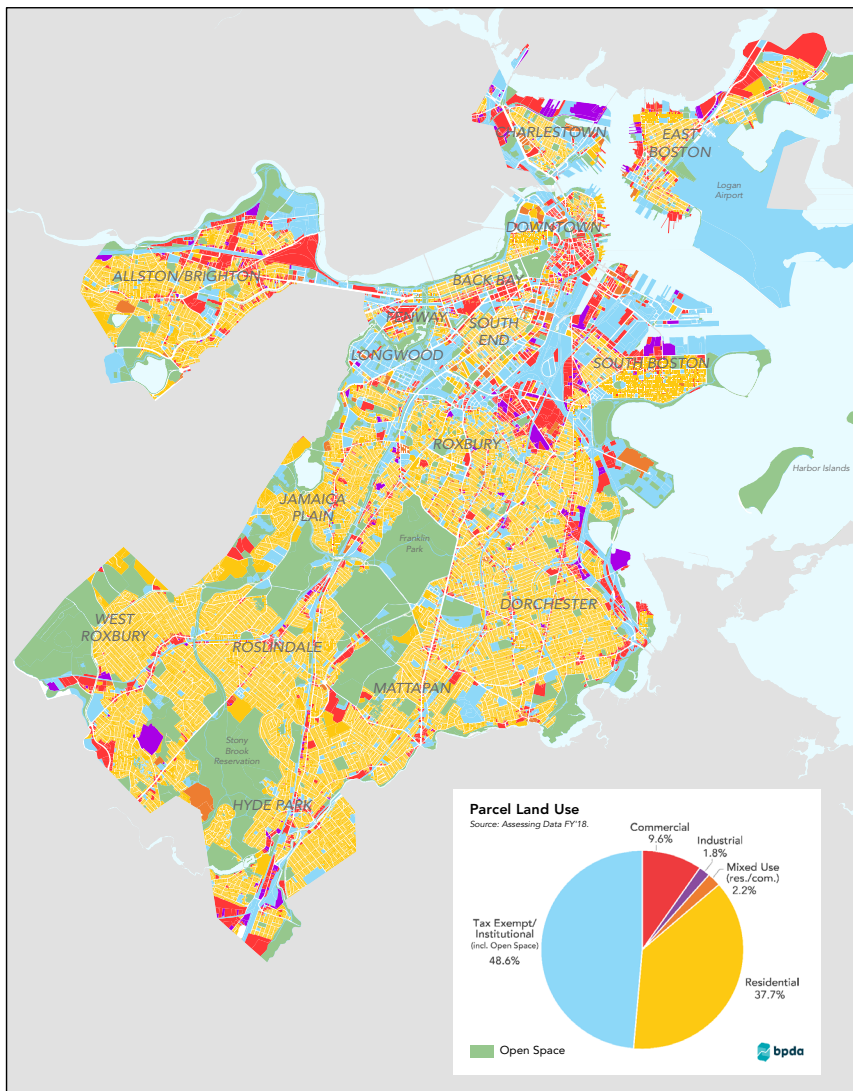 CHARLESTOWN
EAST
BOSTON
Logan
Airport
DOWNTOWN
ALLSTON/BRIGHTON
BACK BAY
FENWAY
SOUTH
END
LONGWOOD
SOUTH BOSTON
ROXBURY
Harbor Islands
JAMAICA
PLAIN
Franklin
Park
DORCHESTER
WEST
ROXBURY
ROSLINDALE
MATTAPAN
Stony
Brook
Reservation
HYDE PARK
Parcel Land Use
Source: Assessing Data FY'18.
Commercial
9.6%
Industrial
1.8%
Mixed Use
(res./com.)
2.2%
Tax Exempt/
Institutional
(incl. Open Space)
48.6%
Residential
37.7%
Open Space
bpda